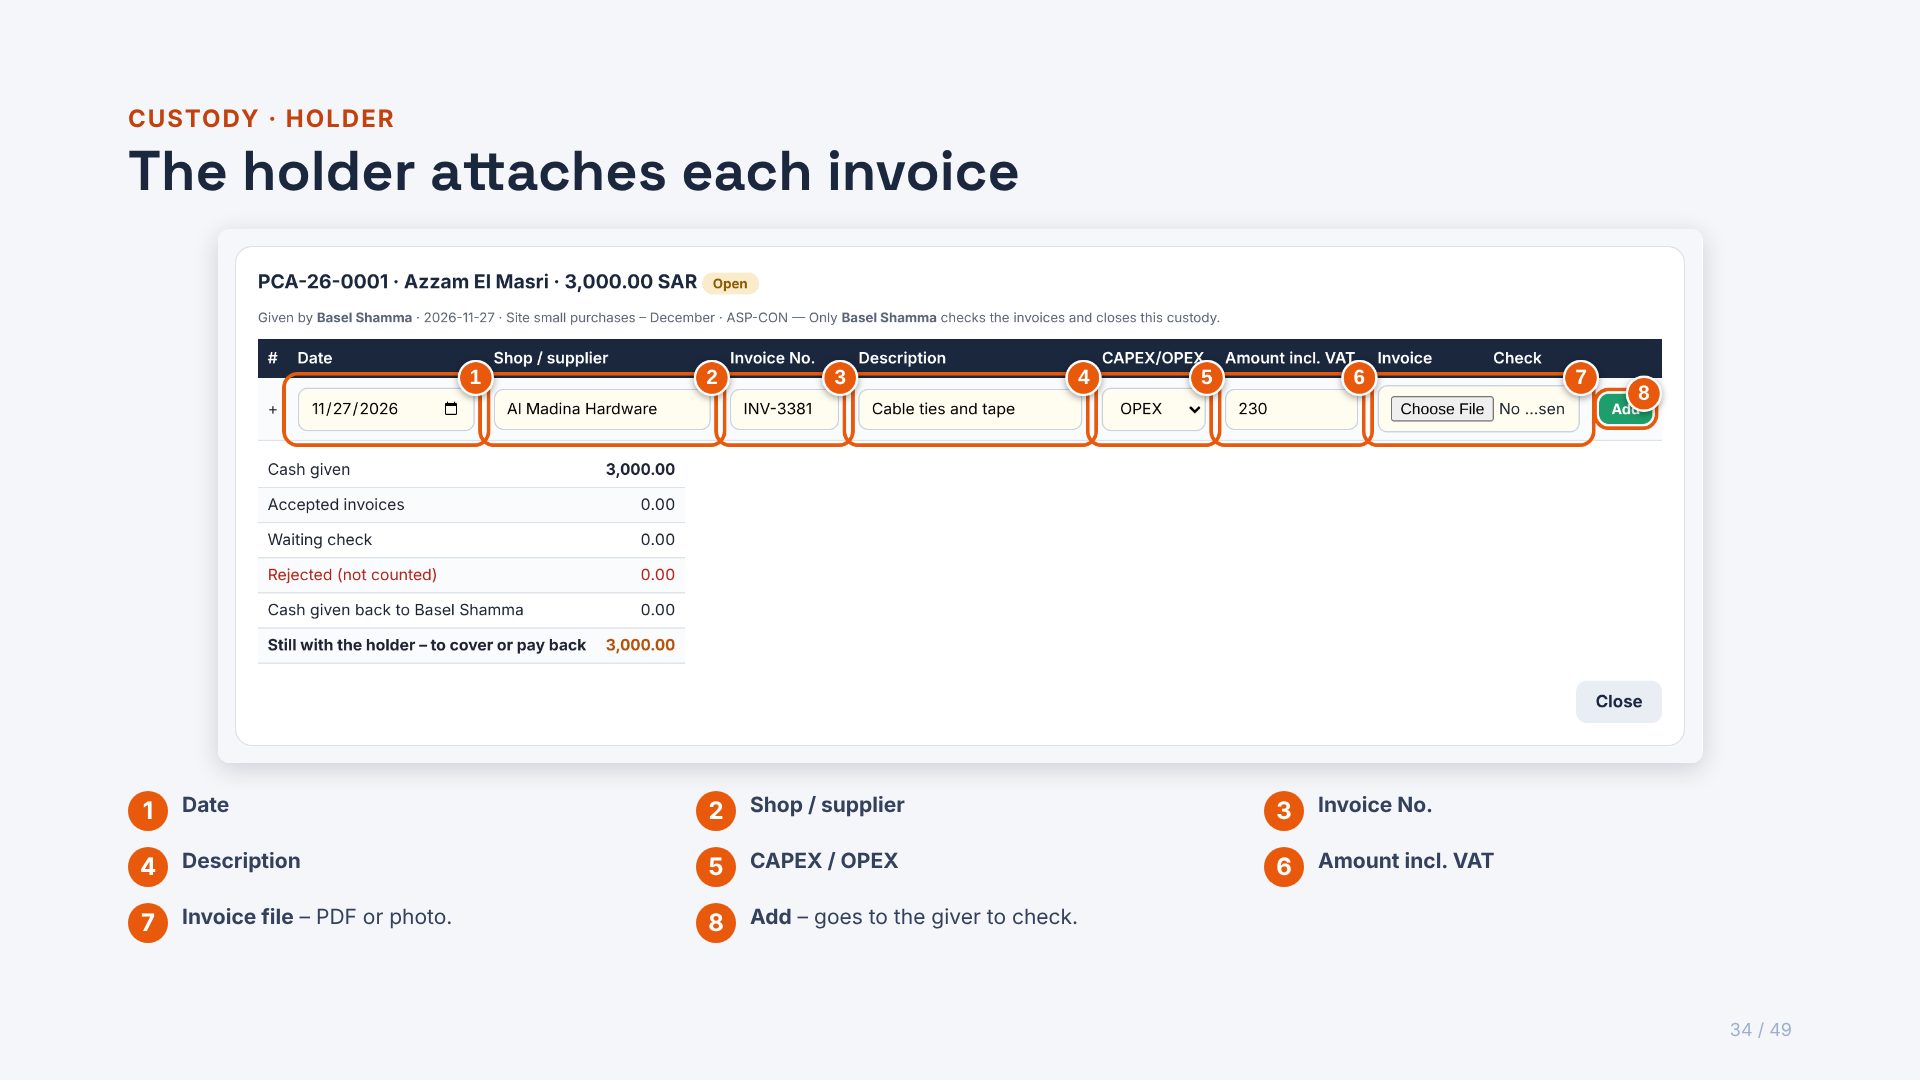 CUSTODY · HOLDER
The holder attaches each invoice
PCA-26-0001 · Azzam El Masri · 3,000.00 SAR Open
Given by Basel Shamma · 2026-11-27 · Site small purchases – December · ASP-CON — Only Basel Shamma checks the invoices and closes this custody.
# Date Shop / supplier Invoice No. Description CAPEX/OPEX Amount incl. VAT Invoice Check
1 2 3 4 5 6 7 8
+ 11/27/2026 Al Madina Hardware INV-3381 Cable ties and tape OPEX 230 Choose File No ...sen Add
Cash given 3,000.00
Accepted invoices 0.00
Waiting check 0.00
Rejected (not counted) 0.00
Cash given back to Basel Shamma 0.00
Still with the holder – to cover or pay back 3,000.00
Close
1 Date
2 Shop / supplier
3 Invoice No.
4 Description
5 CAPEX / OPEX
6 Amount incl. VAT
7 Invoice file – PDF or photo.
8 Add – goes to the giver to check.
34 / 49